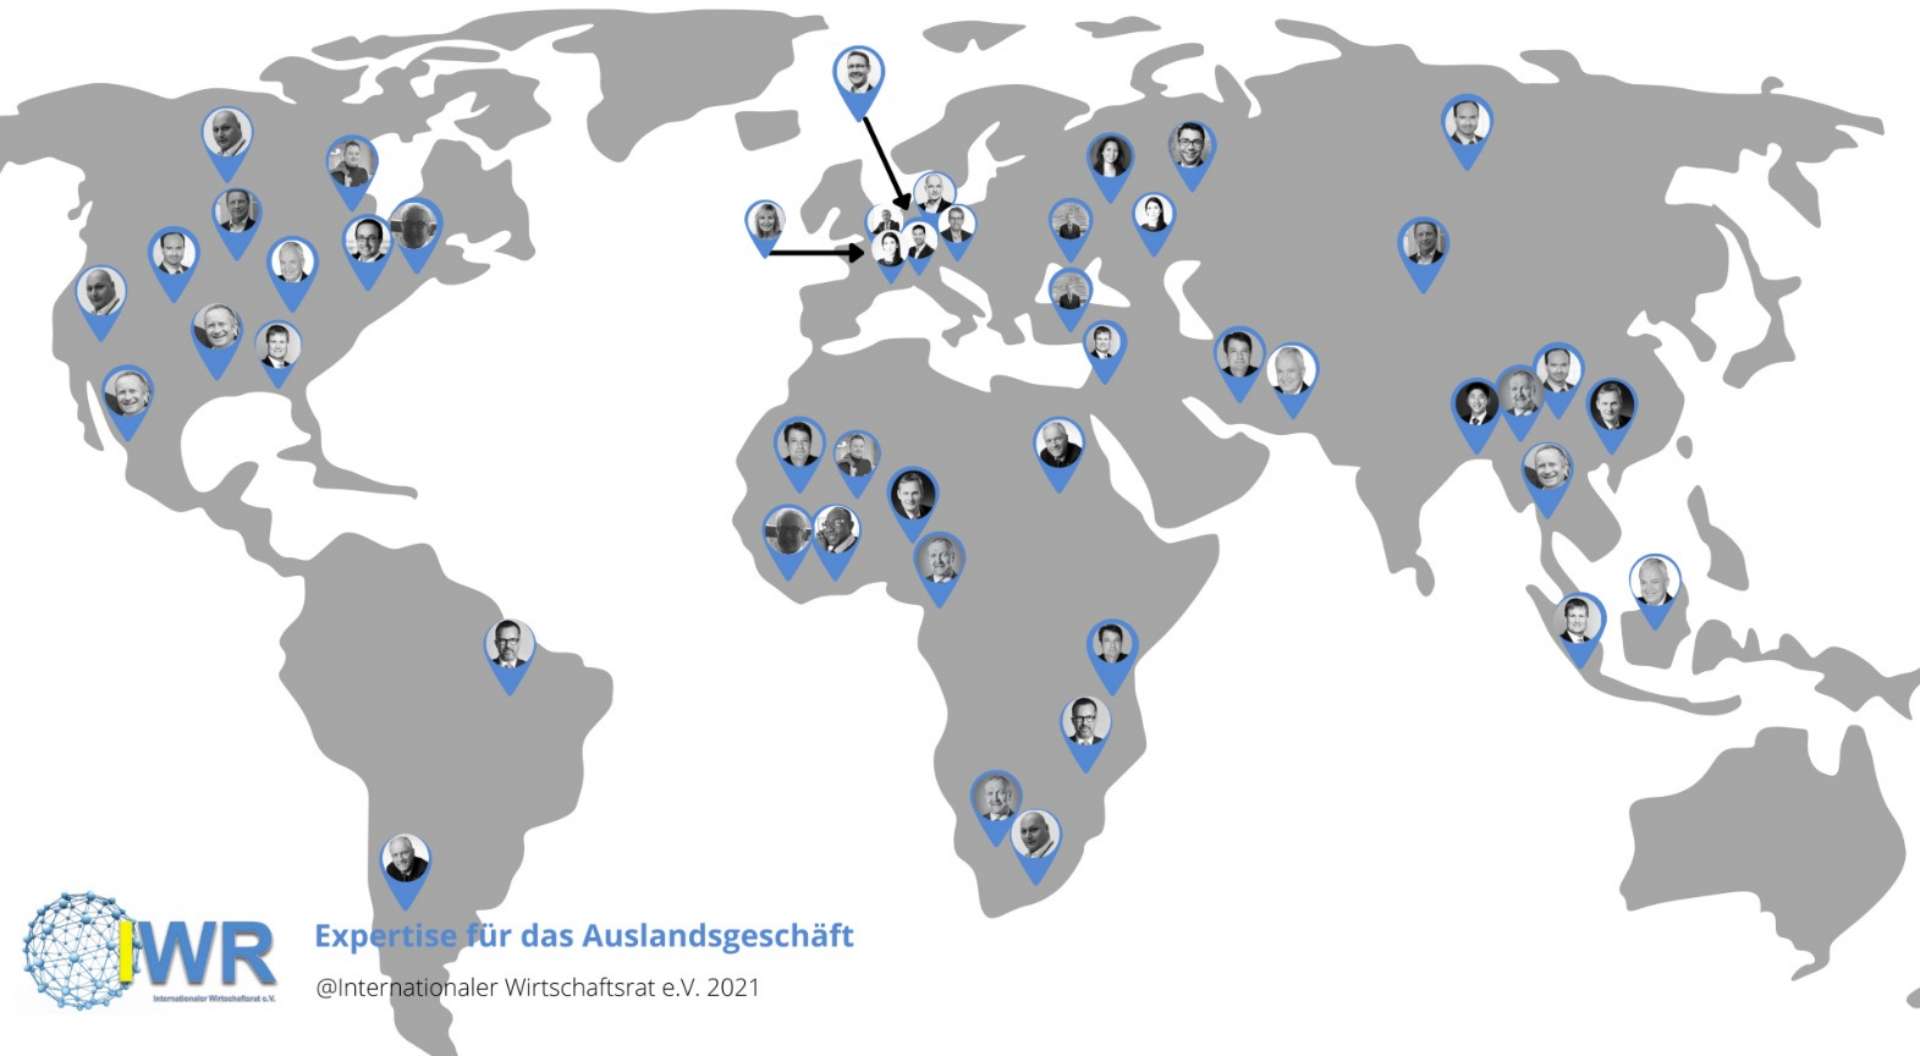 IWR
Internationaler Wirtschaftsrat e.V.
Expertise für das Auslandsgeschäft
@Internationaler Wirtschaftsrat e.V. 2021